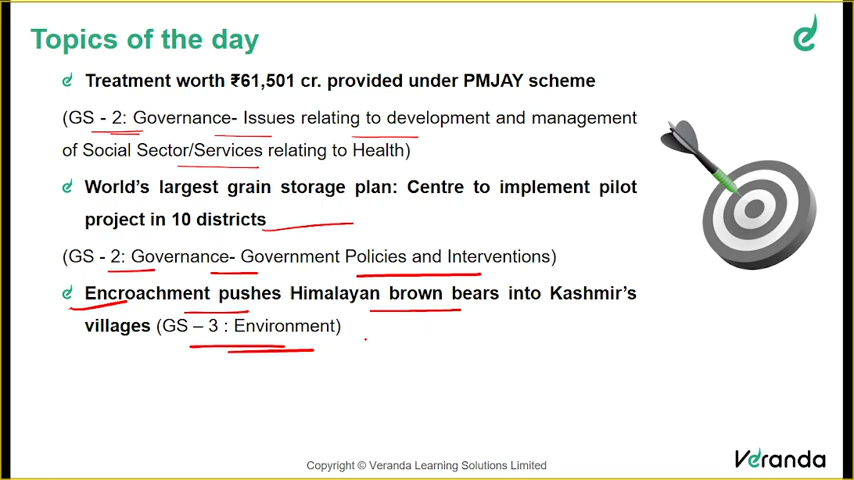 Topics of the day
Treatment worth ₹61,501 cr. provided under PMJAY scheme
(GS - 2: Governance- Issues relating to development and management
of Social Sector/Services relating to Health)
World's largest grain storage plan: Centre to implement pilot
project in 10 districts
(GS - 2: Governance- Government Policies and Interventions)
Encroachment pushes Himalayan brown bears into Kashmir's
villages (GS – 3 : Environment)
Copyright © Veranda Learning Solutions Limited
Veranda